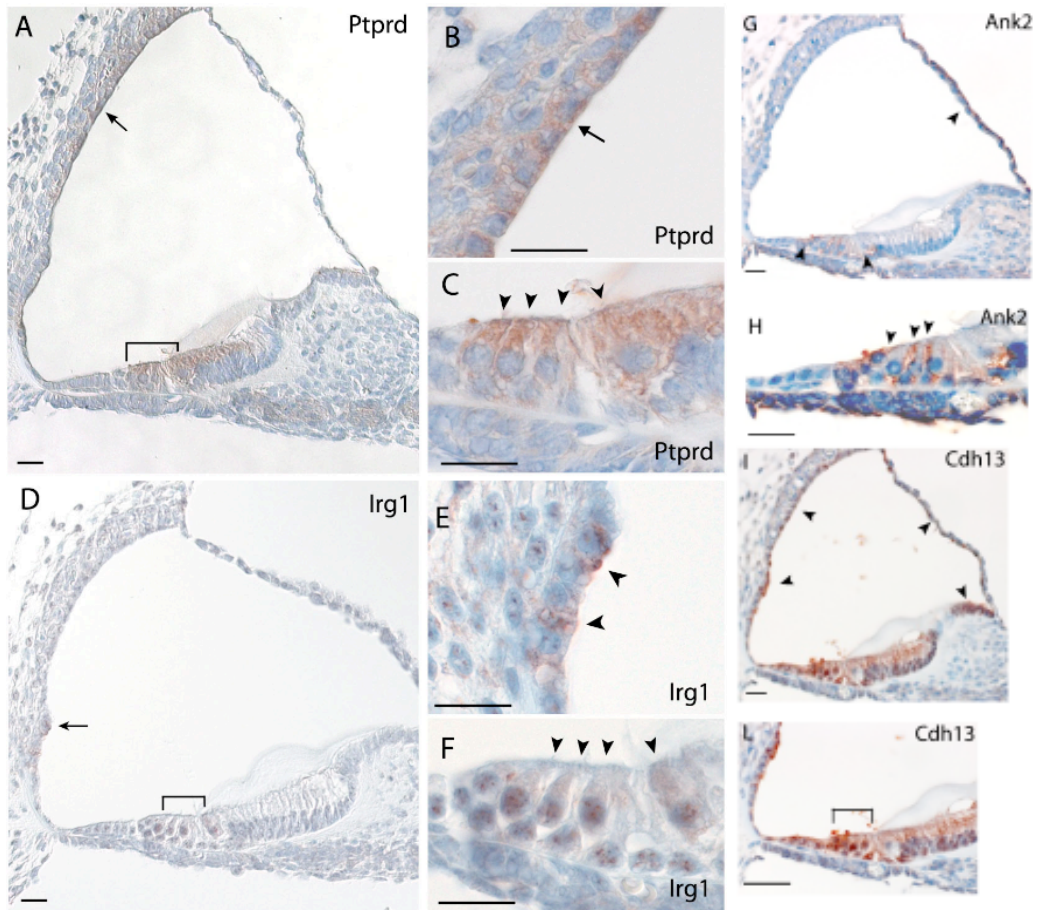 A
Ptprd
B
Ptprd
C
Ptprd
D
Irg1
E
Irg1
F
Irg1
G
Ank2
H
Ank2
I
Cdh13
L
Cdh13